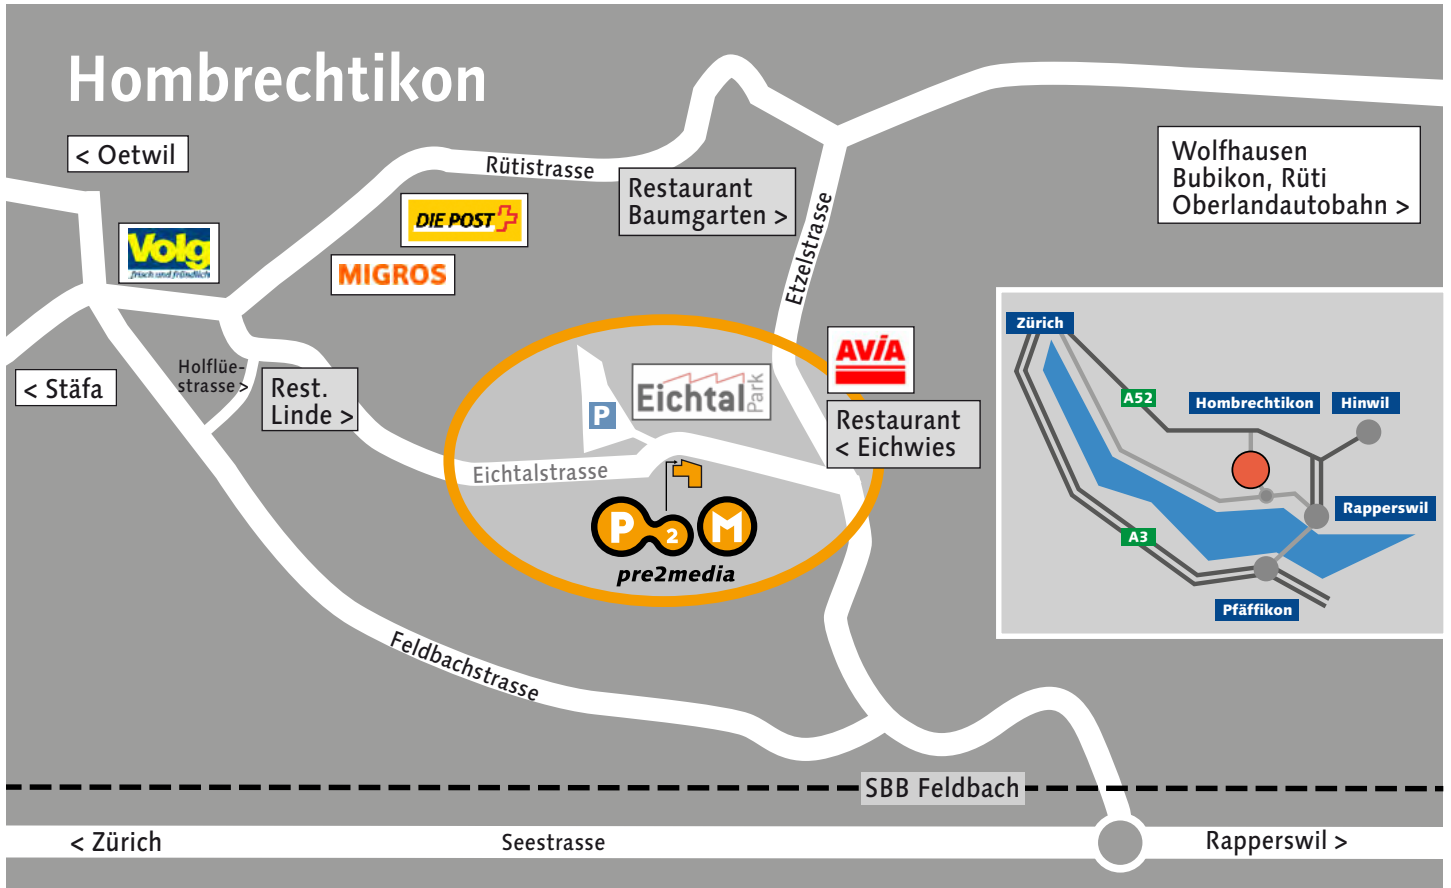 Hombrechtikon
< Oetwil
Rütistrasse
Restaurant
Baumgarten >
Wolfhausen
Bubikon, Rüti
Oberlandautobahn >
DIE POST
Volg
frisch und fründlich
MIGROS
Etzelstrasse
Holflüe-
strasse >
< Stäfa
Rest.
Linde >
P
Eichtal
Park
AVIA
Restaurant
< Eichwies
Eichtalstrasse
P 2 M
pre2media
Zürich
A52
Hombrechtikon
Hinwil
Rapperswil
A3
Pfäffikon
Feldbachstrasse
SBB Feldbach
< Zürich
Seestrasse
Rapperswil >